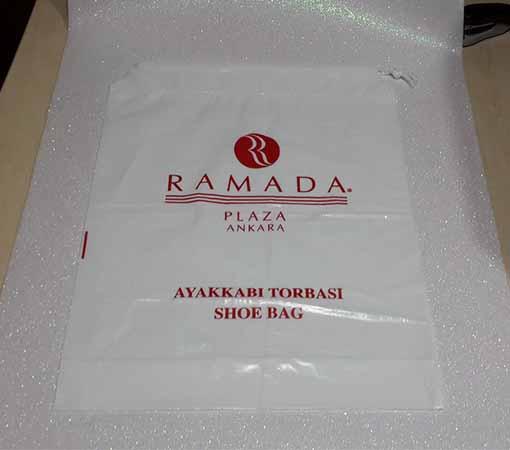 RAMADA®
PLAZA
ANKARA
AYAKKABI TORBASI
SHOE BAG